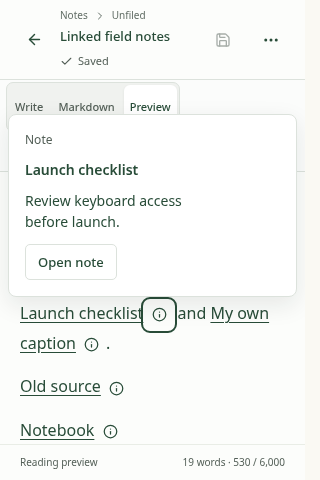 Notes > Unfiled
Linked field notes
Saved
Write Markdown Preview
Note
Launch checklist
Review keyboard access
before launch.
Open note
Launch checklist and My own
caption .
Old source
Notebook
Reading preview 19 words · 530 / 6,000